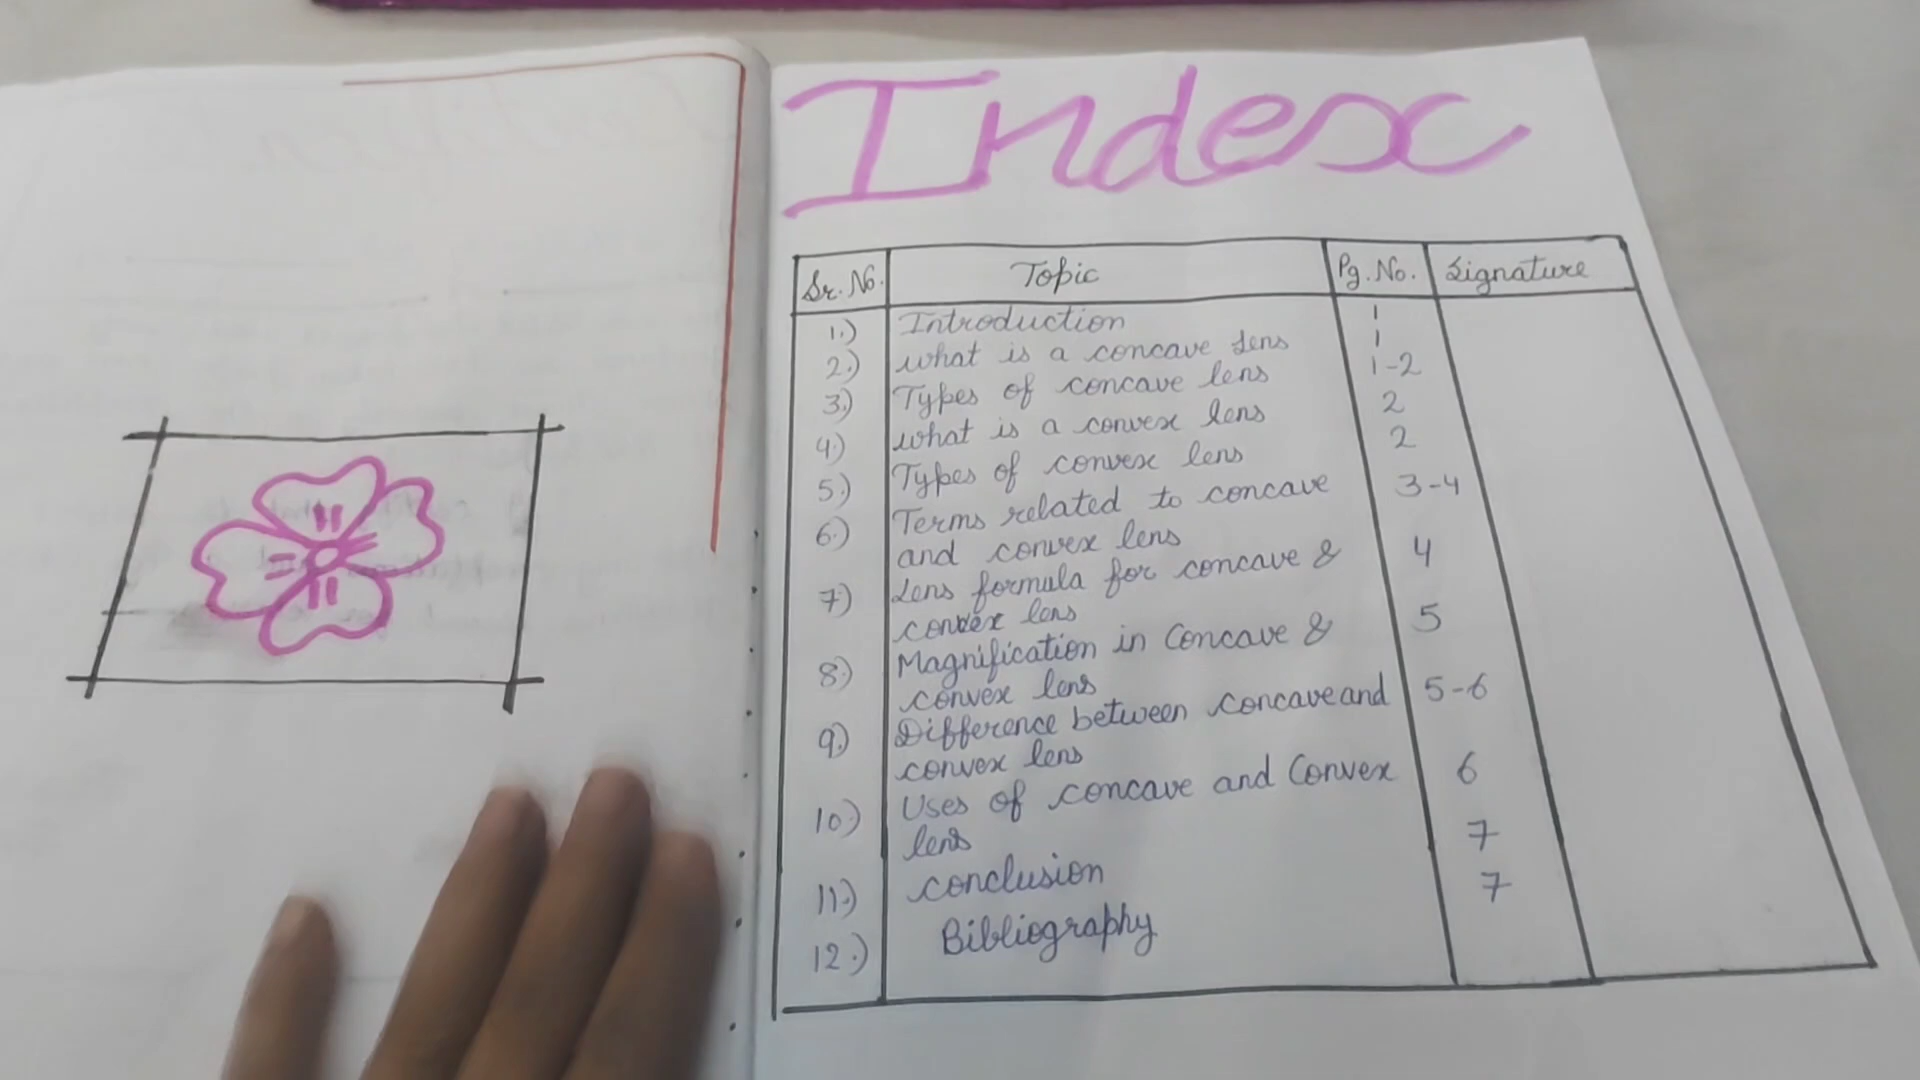 Index
Sr. No. Topic Pg. No. Signature
1.) Introduction 1
2.) what is a concave lens 1
3.) Types of concave lens 1-2
4.) what is a convex lens 2
5.) Types of convex lens 2
6.) Terms related to concave 3-4
and convex lens
7.) Lens formula for concave & 4
convex lens
8.) Magnification in Concave & 5
convex lens
9.) Difference between concave and 5-6
convex lens
10.) Uses of concave and Convex 6
lens
11.) conclusion 7
12.) Bibliography 7